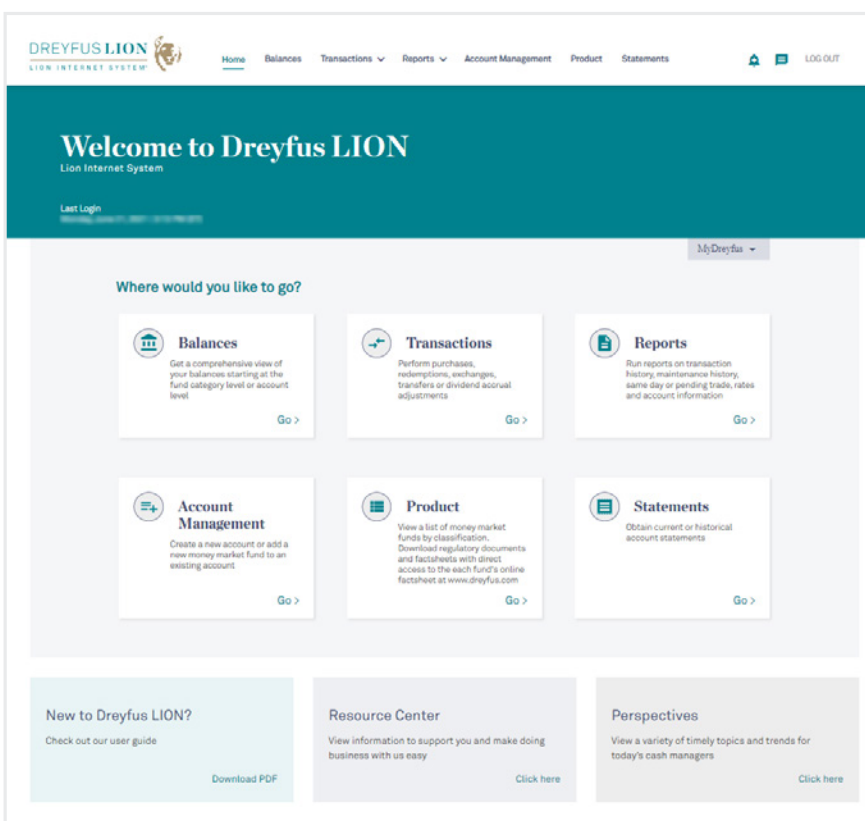 DREYFUS LION
LION INTERNET SYSTEM
Home Balances Transactions Reports Account Management Product Statements LOG OUT
Welcome to Dreyfus LION
Lion Internet System
Last Login
MyDreyfus
Where would you like to go?
Balances
Get a comprehensive view of
your balances starting at the
fund category level or account
level
Go >
Transactions
Perform purchases,
redemptions, exchanges,
transfers or dividend accrual
adjustments
Go >
Reports
Run reports on transaction
history, maintenance history,
same day or pending trade, rates
and account information
Go >
Account
Management
Create a new account or add a
new money market fund to an
existing account
Go >
Product
View a list of money market
funds by classification.
Download regulatory documents
and factsheets with direct
access to the each fund's online
factsheet at www.dreyfus.com
Go >
Statements
Obtain current or historical
account statements
Go >
New to Dreyfus LION?
Check out our user guide
Download PDF
Resource Center
View information to support you and make doing
business with us easy
Click here
Perspectives
View a variety of timely topics and trends for
today's cash managers
Click here